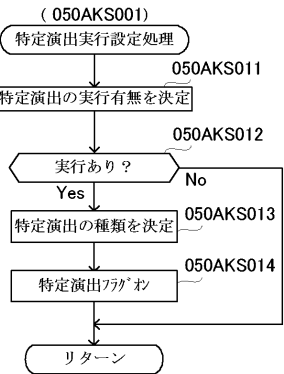 (050AKS001)
特定演出実行設定処理
050AKS011
特定演出の実行有無を決定
050AKS012
実行あり？
Yes
No
050AKS013
特定演出の種類を決定
050AKS014
特定演出ﾌﾗｸﾞｵﾝ
リターン